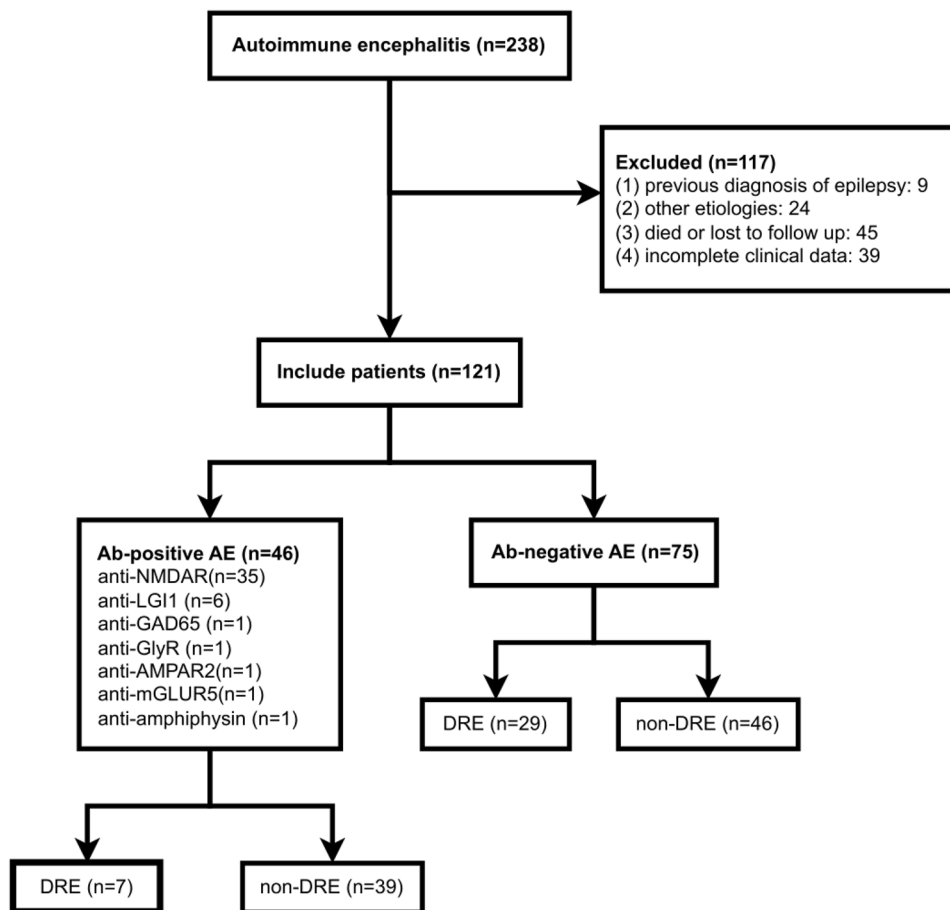 Autoimmune encephalitis (n=238)
Excluded (n=117)
(1) previous diagnosis of epilepsy: 9
(2) other etiologies: 24
(3) died or lost to follow up: 45
(4) incomplete clinical data: 39
Include patients (n=121)
Ab-positive AE (n=46)
anti-NMDAR(n=35)
anti-LGI1 (n=6)
anti-GAD65 (n=1)
anti-GlyR (n=1)
anti-AMPAR2(n=1)
anti-mGLUR5(n=1)
anti-amphiphysin (n=1)
Ab-negative AE (n=75)
DRE (n=29)
non-DRE (n=46)
DRE (n=7)
non-DRE (n=39)